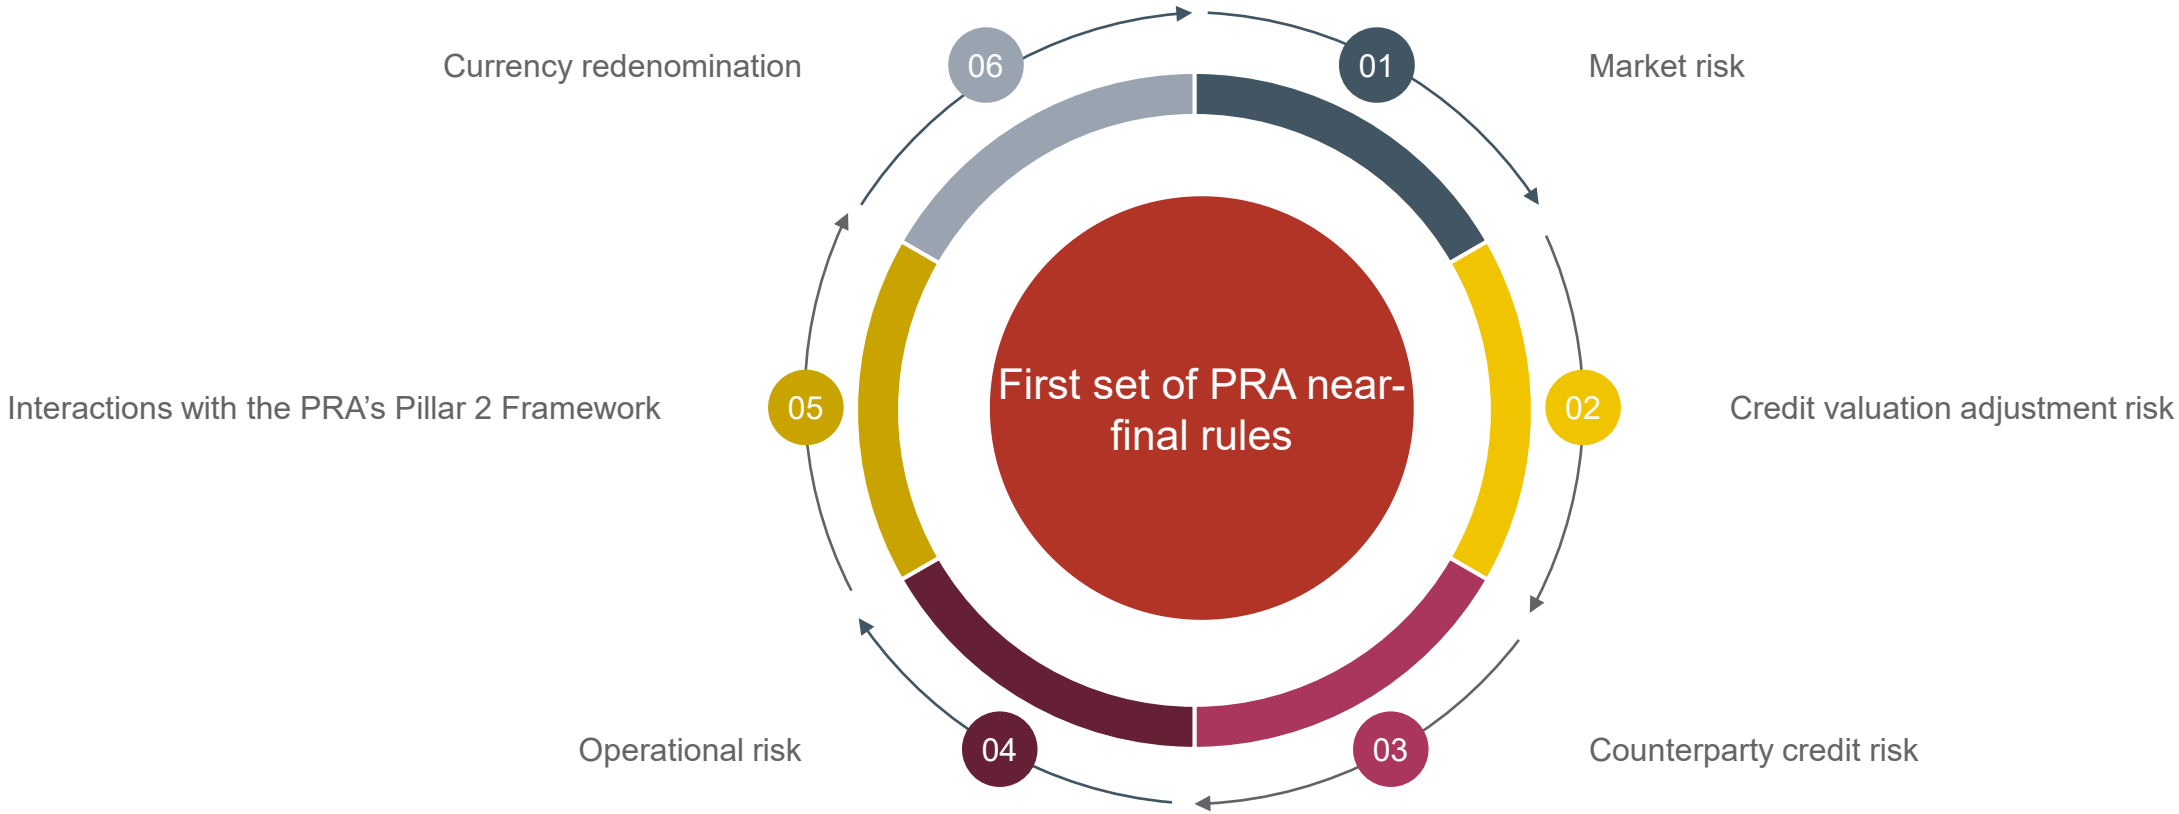 First set of PRA near-
final rules
01
Market risk
02
Credit valuation adjustment risk
03
Counterparty credit risk
04
Operational risk
05
Interactions with the PRA’s Pillar 2 Framework
06
Currency redenomination